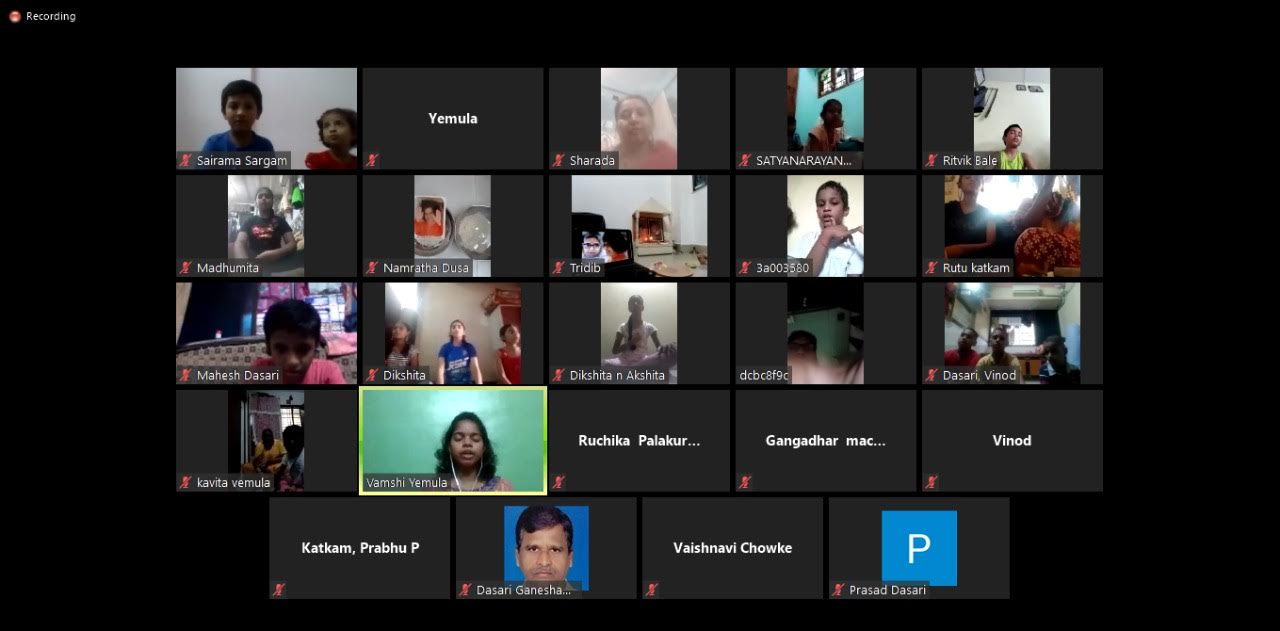 Recording
Sairama Sargam
Yemula
Sharada
SATYANARAYAN...
Ritvik Bale
Madhumita
Namratha Dusa
Tridib
3a003580
Rutu katkam
Mahesh Dasari
Dikshita
Dikshita n Akshita
dcbc8f9c
Dasari, Vinod
kavita vemula
Vamshi Yemula
Ruchika Palakur...
Gangadhar mac...
Vinod
Katkam, Prabhu P
Dasari Ganesha...
Vaishnavi Chowke
P
Prasad Dasari